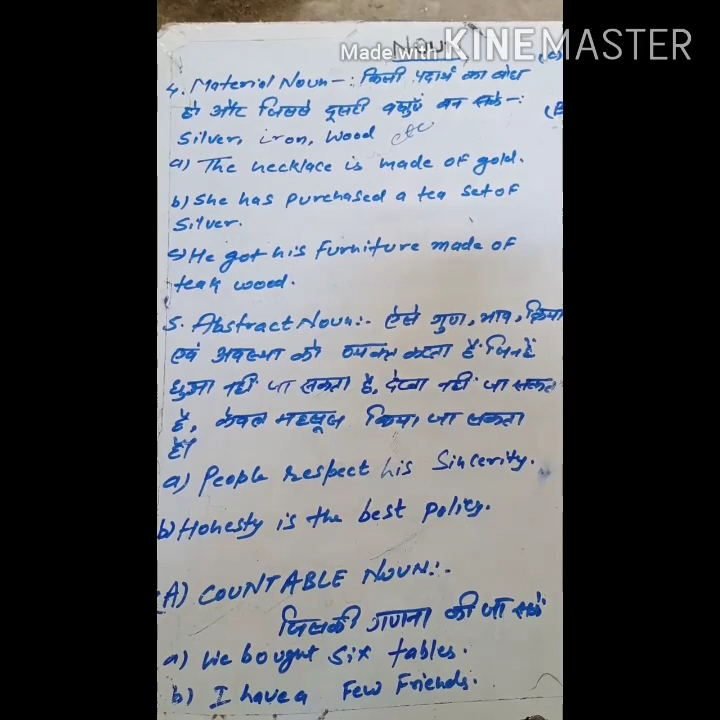 NOUN
Made with KINEMASTER
4. Material Noun -: किसी पदार्थ का बोध
हो और जिससे दूसरी वस्तुएं बन सके -:
Silver, iron, Wood etc
a) The necklace is made of gold.
b) She has purchased a tea set of
Silver.
c) He got his furniture made of
teak wood.
5. Abstract Noun:- ऐसे गुण, भाव, क्रिया
एवं अवस्था को व्यक्त करता है जिन्हें
छुआ नहीं जा सकता है, देखा नहीं जा सकता
है, केवल महसूस किया जा सकता
है।
a) People respect his Sincerity.
b) Honesty is the best policy.
(A) COUNTABLE NOUN:-
जिसकी गणना की जा सके
a) We bought Six tables.
b) I have a Few Friends.